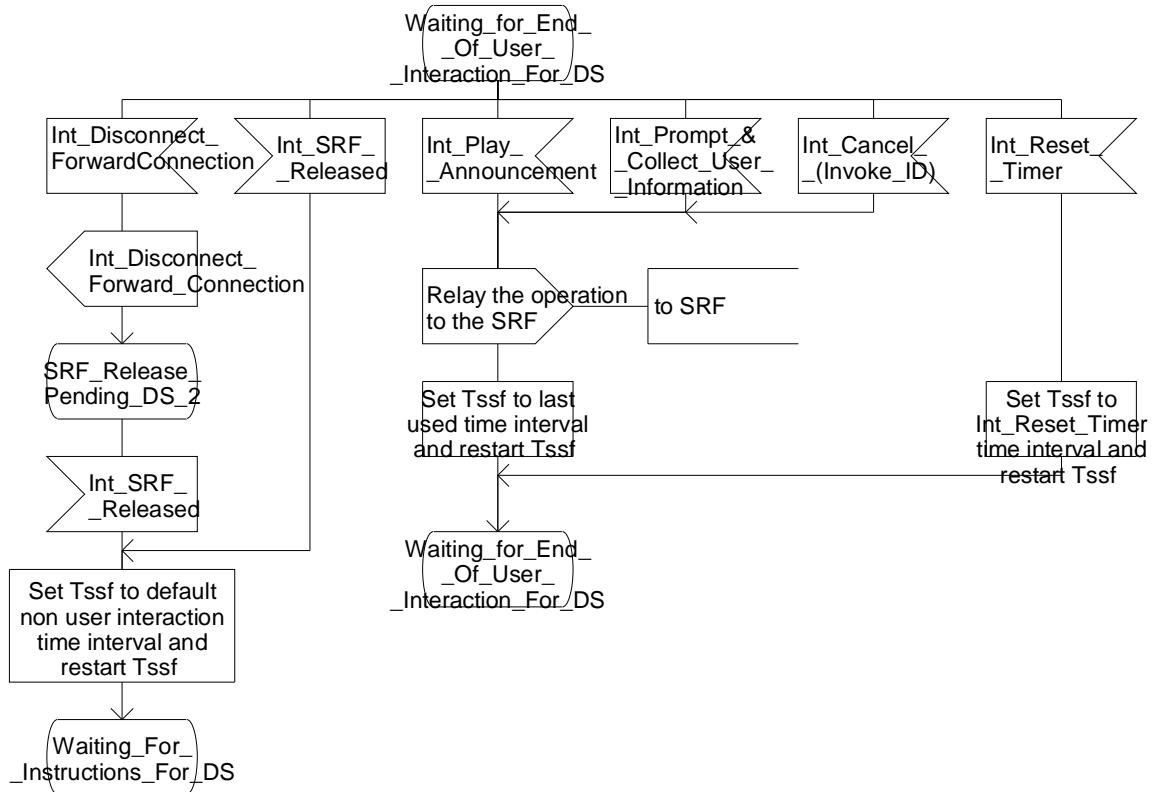 Waiting_for_End_
_Of_User_
_Interaction_For_DS
Int_Disconnect_
ForwardConnection
Int_SRF_
_Released
Int_Play_
_Announcement
Int_Prompt_&
_Collect_User_
_Information
Int_Cancel_
_(Invoke_ID)
Int_Reset_
_Timer
Int_Disconnect_
Forward_Connection
Relay the operation
to the SRF
to SRF
SRF_Release_
Pending_DS_2
Set Tssf to last
used time interval
and restart Tssf
Set Tssf to
Int_Reset_Timer
time interval and
restart Tssf
Int_SRF_
_Released
Waiting_for_End_
_Of_User_
_Interaction_For_DS
Set Tssf to default
non user interaction
time interval and
restart Tssf
Waiting_For_
_Instructions_For_DS